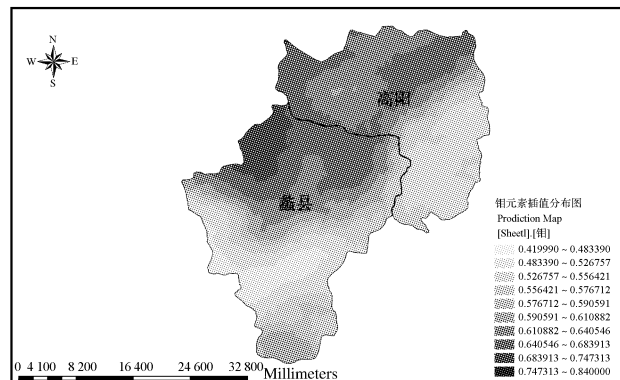 N
W E
S
高阳
蠡县
钼元素插值分布图
Prodiction Map
[Sheetl].[钼]
0.419990 ~ 0.483390
0.483390 ~ 0.526757
0.526757 ~ 0.556421
0.556421 ~ 0.576712
0.576712 ~ 0.590591
0.590591 ~ 0.610882
0.610882 ~ 0.640546
0.640546 ~ 0.683913
0.683913 ~ 0.747313
0.747313 ~ 0.840000
0 4 100 8 200 16 400 24 600 32 800
Millimeters